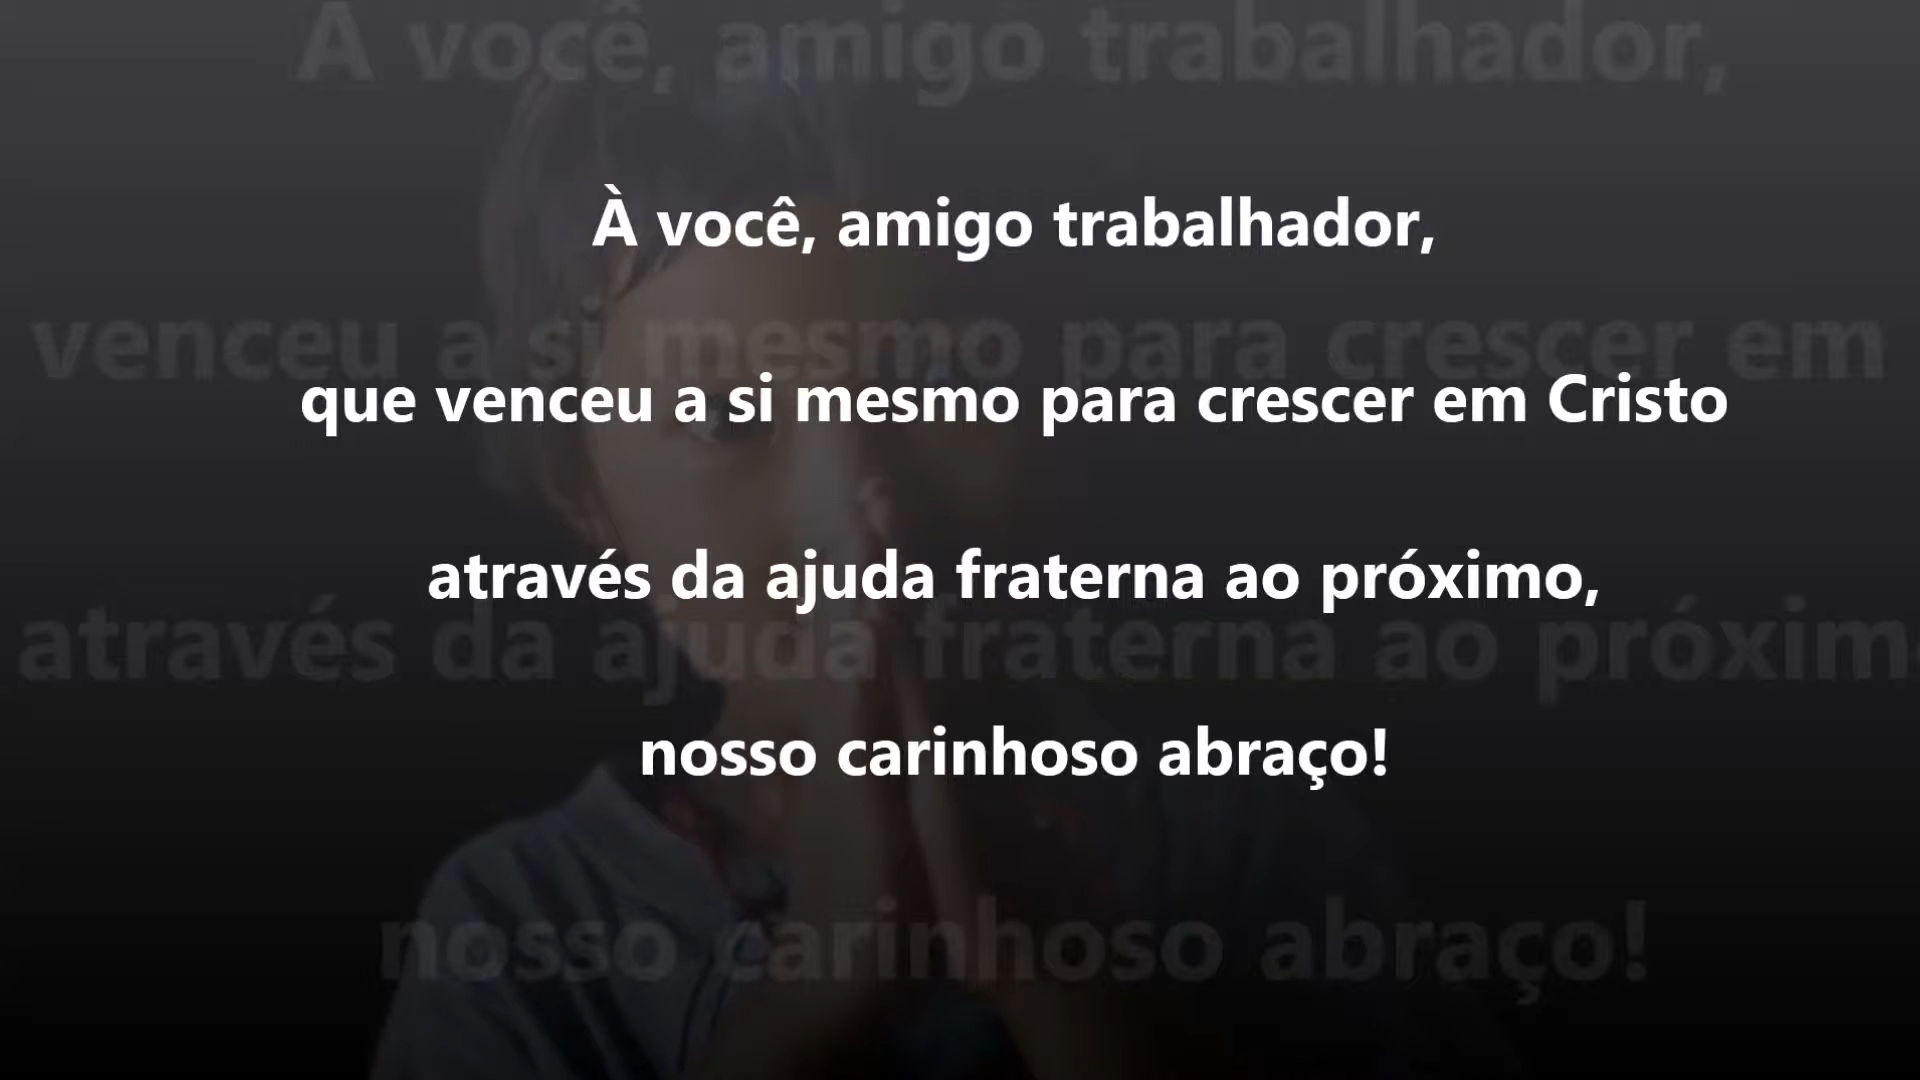 À você, amigo trabalhador,
que venceu a si mesmo para crescer em Cristo
através da ajuda fraterna ao próximo,
nosso carinhoso abraço!